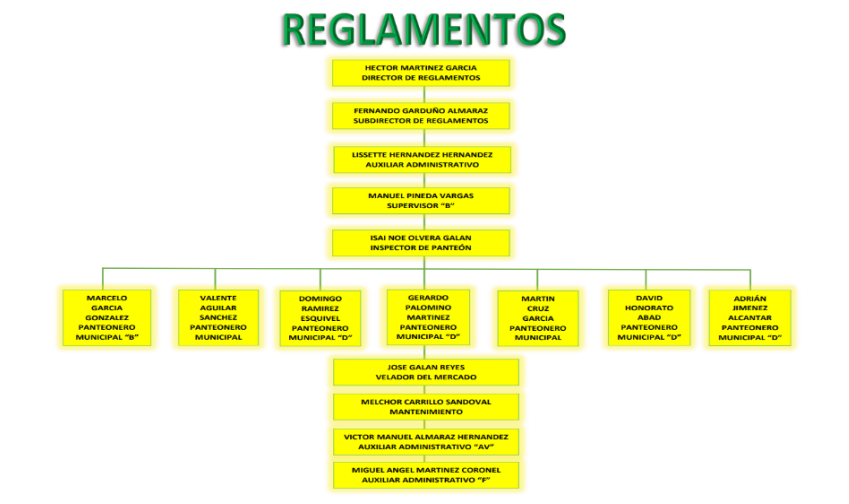 REGLAMENTOS
HECTOR MARTINEZ GARCIA
DIRECTOR DE REGLAMENTOS
FERNANDO GARDUÑO ALMARAZ
SUBDIRECTOR DE REGLAMENTOS
LISSETTE HERNANDEZ HERNANDEZ
AUXILIAR ADMINISTRATIVO
MANUEL PINEDA VARGAS
SUPERVISOR "B"
ISAI NOE OLVERA GALAN
INSPECTOR DE PANTEÓN
MARCELO
GARCIA
GONZALEZ
PANTEONERO
MUNICIPAL "B"
VALENTE
AGUILAR
SANCHEZ
PANTEONERO
MUNICIPAL
DOMINGO
RAMIREZ
ESQUIVEL
PANTEONERO
MUNICIPAL "D"
GERARDO
PALOMINO
MARTINEZ
PANTEONERO
MUNICIPAL "D"
MARTIN
CRUZ
GARCIA
PANTEONERO
MUNICIPAL
DAVID
HONORATO
ABAD
PANTEONERO
MUNICIPAL "D"
ADRIÁN
JIMENEZ
ALCANTAR
PANTEONERO
MUNICIPAL "D"
JOSE GALAN REYES
VELADOR DEL MERCADO
MELCHOR CARRILLO SANDOVAL
MANTENIMIENTO
VICTOR MANUEL ALMARAZ HERNANDEZ
AUXILIAR ADMINISTRATIVO "AV"
MIGUEL ANGEL MARTINEZ CORONEL
AUXILIAR ADMINISTRATIVO "F"